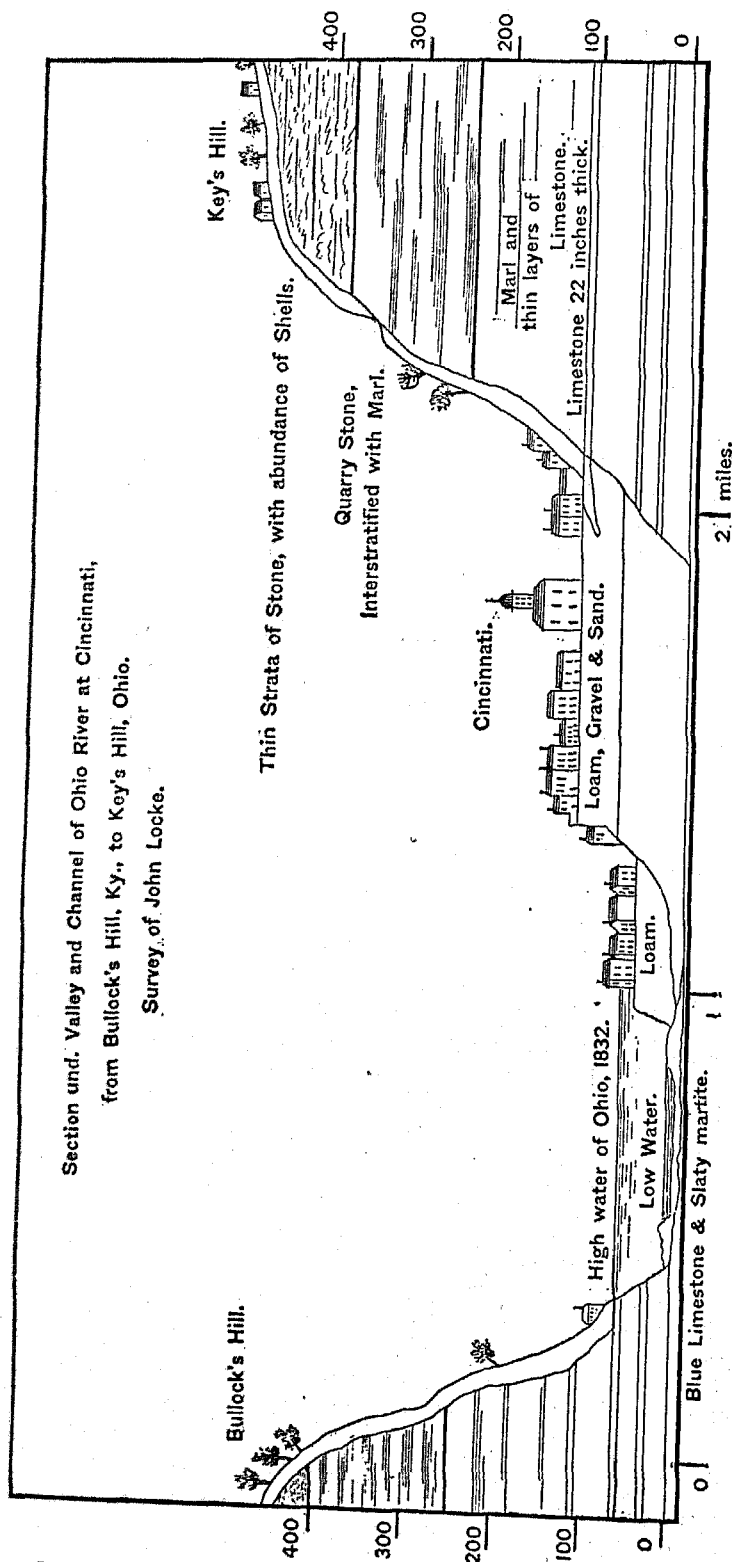 Section und. Valley and Channel of Ohio River at Cincinnati,
from Bullock's Hill, Ky., to Key's Hill, Ohio.
Survey of John Locke.
Bullock's Hill.
Key's Hill.
Thin Strata of Stone, with abundance of Shells.
Quarry Stone,
Interstratified with Marl.
Marl and
thin layers of
Limestone.
Limestone 22 inches thick.
Cincinnati.
Loam, Gravel & Sand.
High water of Ohio, 1832.
Loam.
Low Water.
Blue Limestone & Slaty martite.
400
300
200
100
0
400
300
200
100
0
0
1
2 miles.